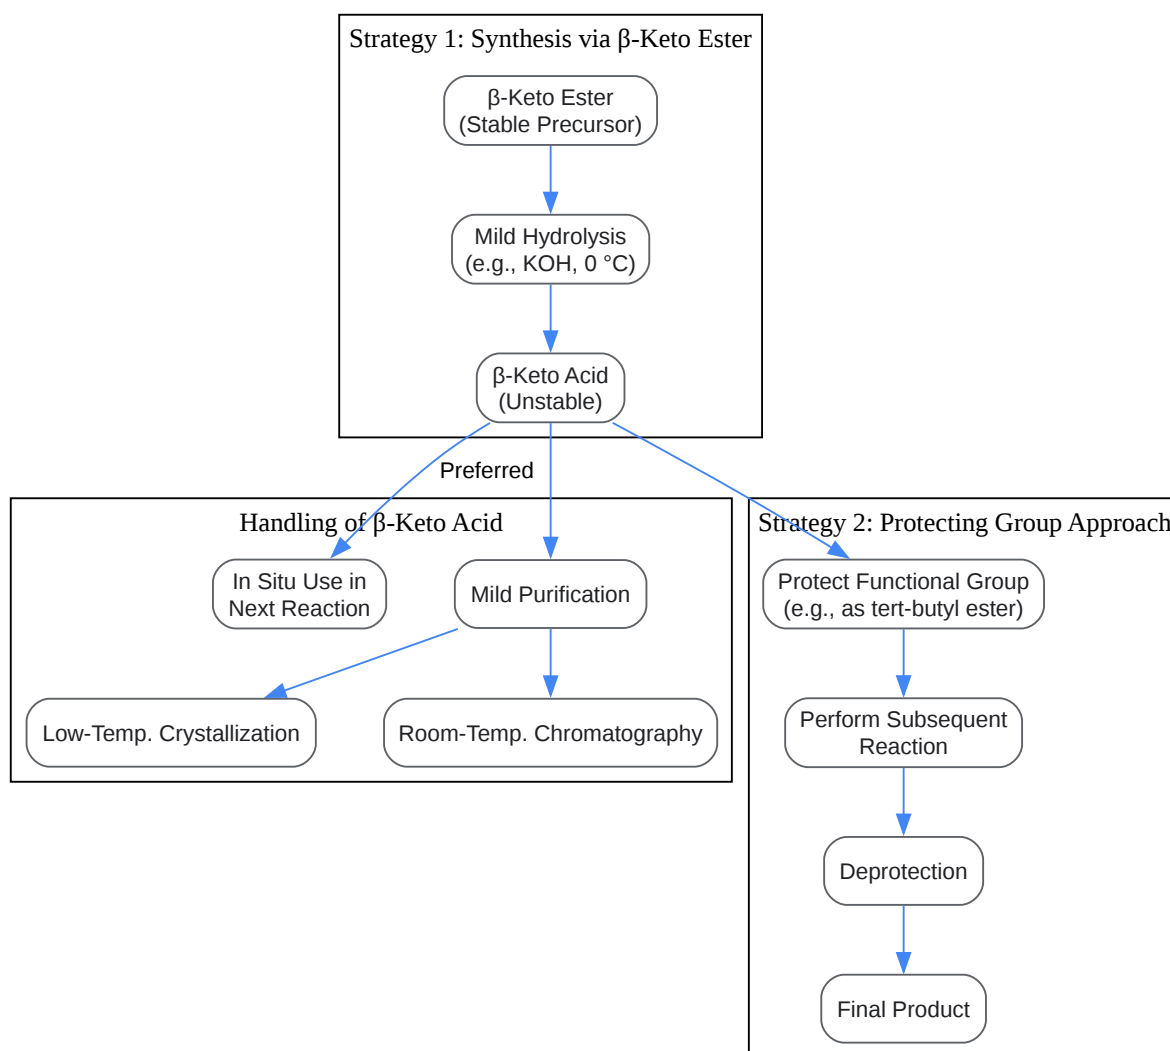 Strategy 1: Synthesis via β-Keto Ester
β-Keto Ester
(Stable Precursor)
Mild Hydrolysis
(e.g., KOH, 0 °C)
β-Keto Acid
(Unstable)
Preferred
Handling of β-Keto Acid
In Situ Use in
Next Reaction
Mild Purification
Low-Temp. Crystallization
Room-Temp. Chromatography
Strategy 2: Protecting Group Approach
Protect Functional Group
(e.g., as tert-butyl ester)
Perform Subsequent
Reaction
Deprotection
Final Product